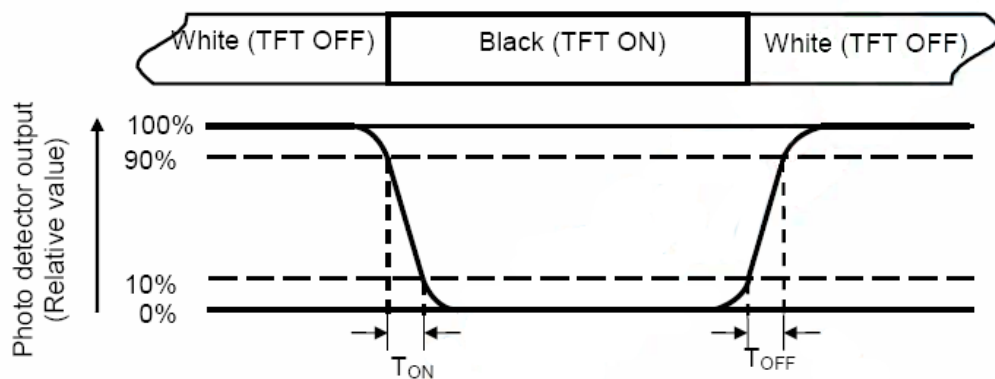 White (TFT OFF)
Black (TFT ON)
White (TFT OFF)
Photo detector output
(Relative value)
100%
90%
10%
0%
TON
TOFF